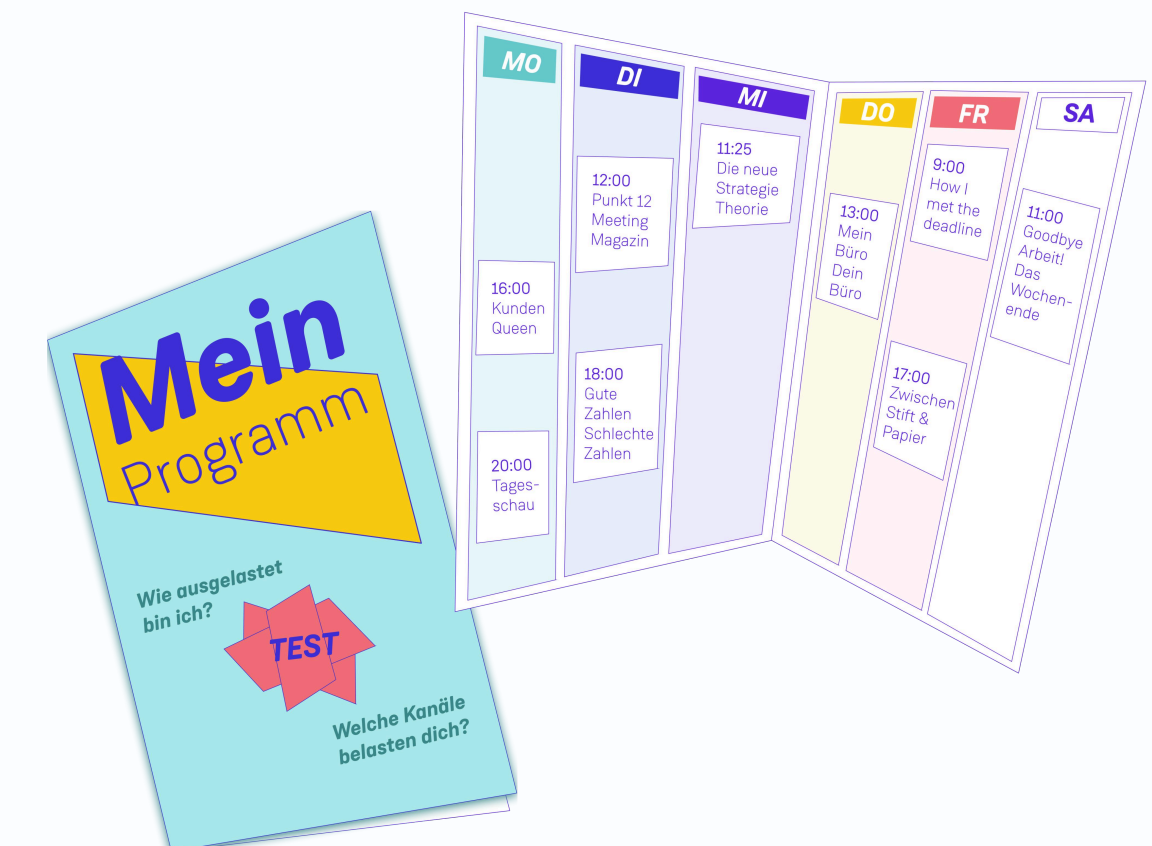 Mein
Programm
Wie ausgelastet
bin ich?
TEST
Welche Kanäle
belasten dich?
MO
16:00
Kunden
Queen
20:00
Tages-
schau
DI
12:00
Punkt 12
Meeting
Magazin
18:00
Gute
Zahlen
Schlechte
Zahlen
MI
11:25
Die neue
Strategie
Theorie
DO
13:00
Mein
Büro
Dein
Büro
FR
9:00
How I
met the
deadline
17:00
Zwischen
Stift &
Papier
SA
11:00
Goodbye
Arbeit!
Das
Wochen-
ende